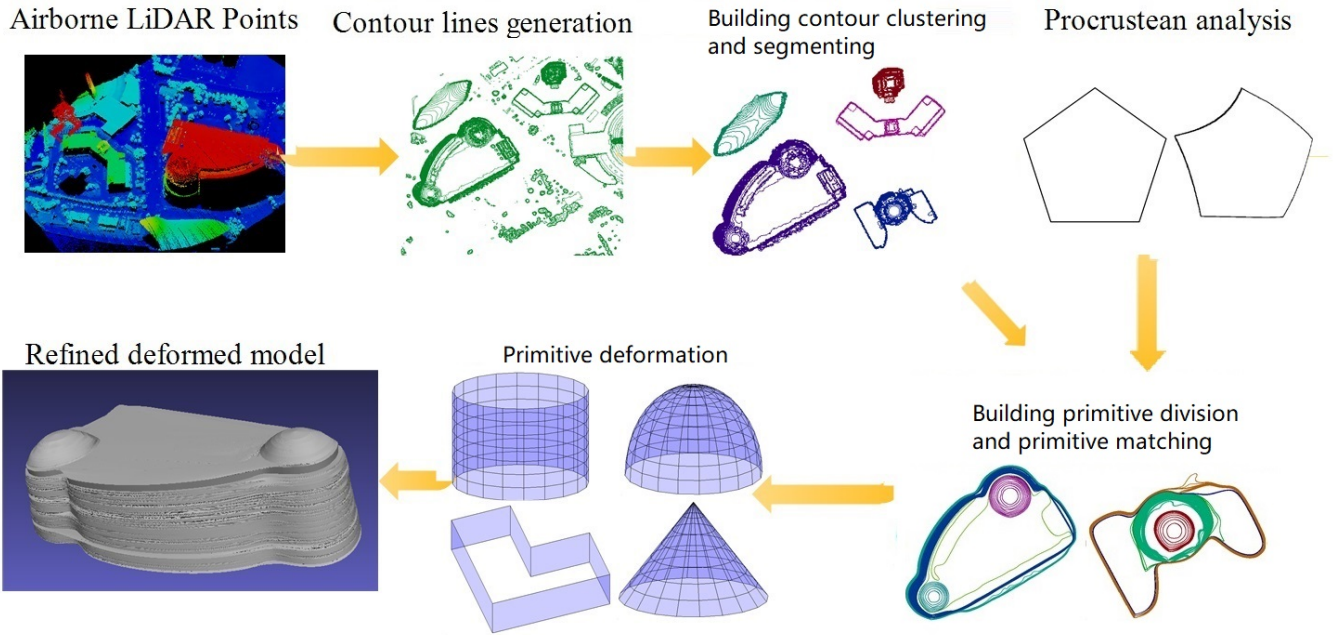 Airborne LiDAR Points
Contour lines generation
Building contour clustering
and segmenting
Procrustean analysis
Refined deformed model
Primitive deformation
Building primitive division
and primitive matching